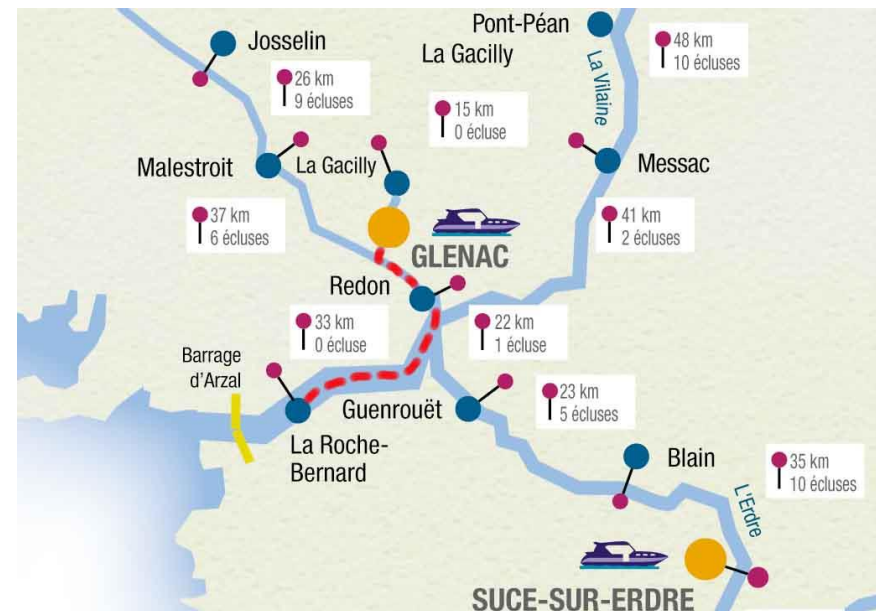 Pont-Péan
Josselin
La Gacilly
48 km
10 écluses
La Vilaine
26 km
9 écluses
15 km
0 écluse
Malestroit
La Gacilly
Messac
37 km
6 écluses
41 km
2 écluses
GLENAC
Redon
33 km
0 écluse
22 km
1 écluse
Barrage
d'Arzal
Guenrouët
23 km
5 écluses
La Roche-
Bernard
Blain
35 km
10 écluses
L'Erdre
SUCE-SUR-ERDRE